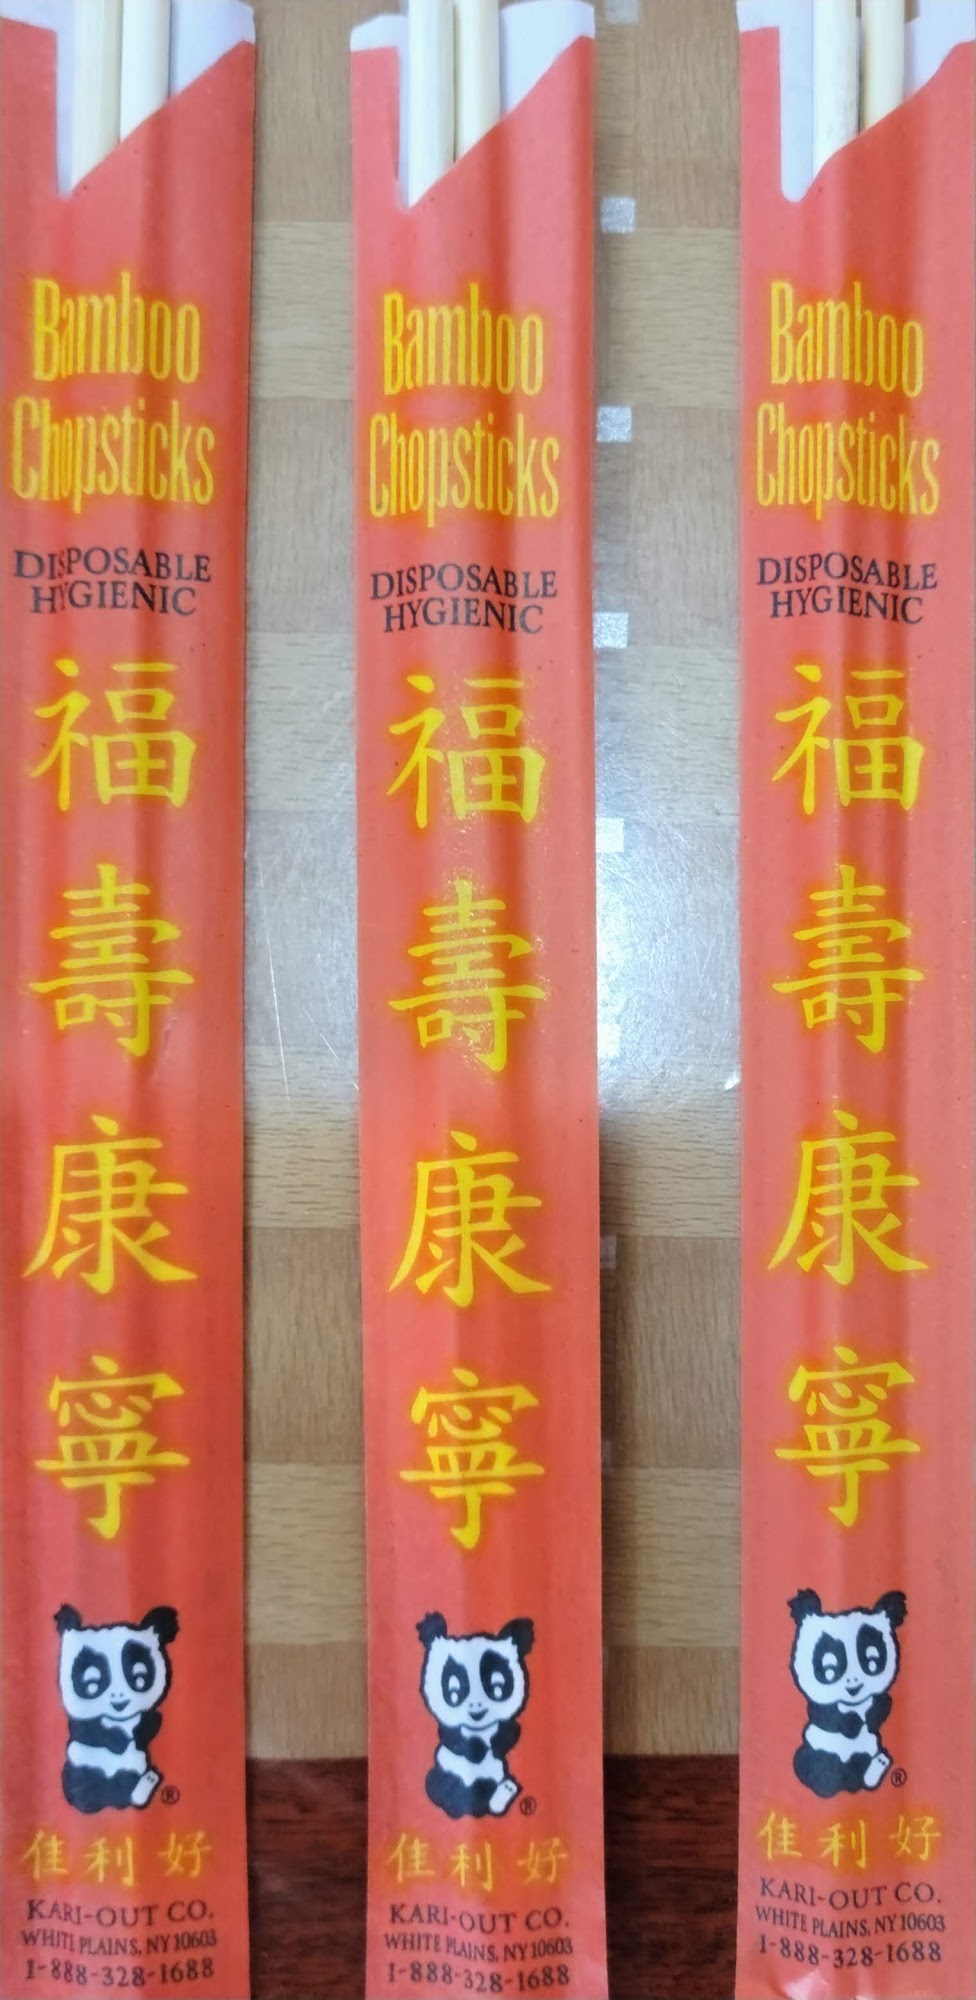 Bamboo
Chopsticks
DISPOSABLE
HYGIENIC
福
壽
康
寧
®
佳利好
KARI-OUT CO.
WHITE PLAINS, NY 10603
1-888-328-1688
Bamboo
Chopsticks
DISPOSABLE
HYGIENIC
福
壽
康
寧
®
佳利好
KARI-OUT CO.
WHITE PLAINS, NY 10603
1-888-328-1688
Bamboo
Chopsticks
DISPOSABLE
HYGIENIC
福
壽
康
寧
®
佳利好
KARI-OUT CO.
WHITE PLAINS, NY 10603
1-888-328-1688